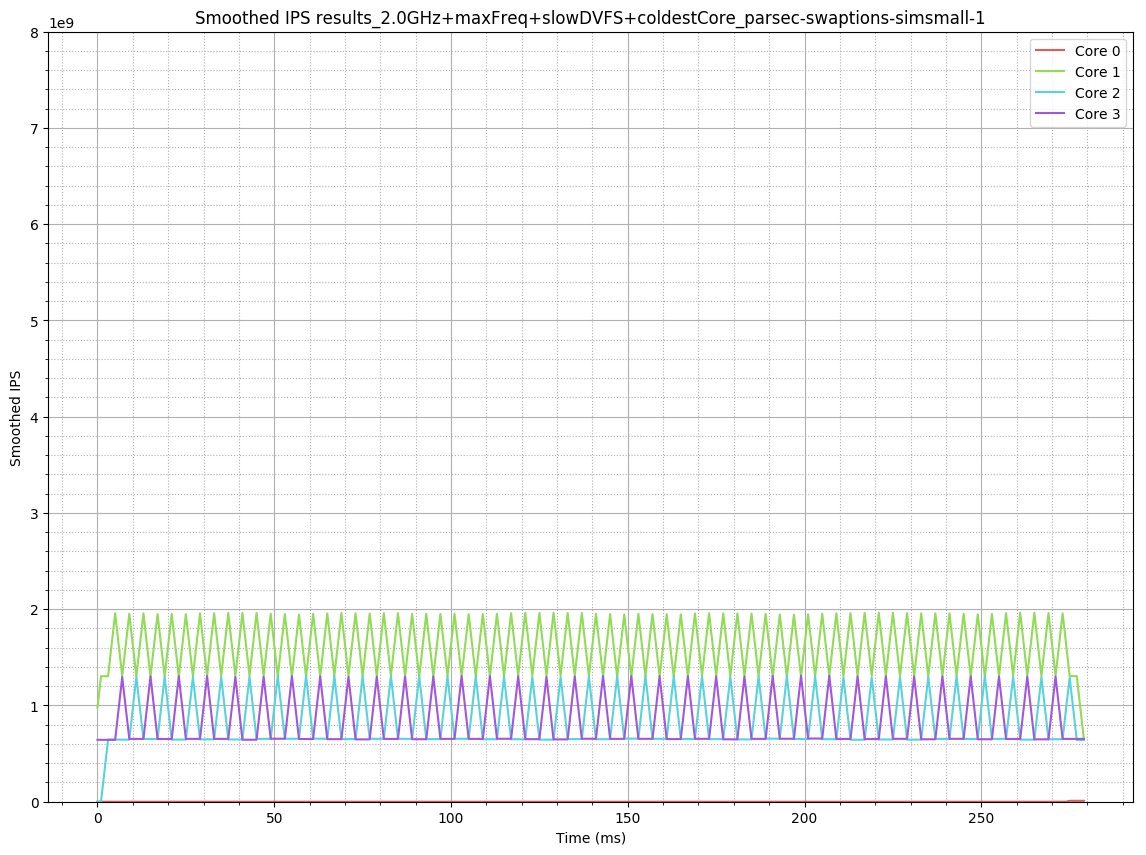 Smoothed IPS results_2.0GHz+maxFreq+slowDVFS+coldestCore_parsec-swaptions-simsmall-1
1e9
8
7
6
5
4
3
2
1
0
Smoothed IPS
Core 0
Core 1
Core 2
Core 3
0 50 100 150 200 250
Time (ms)